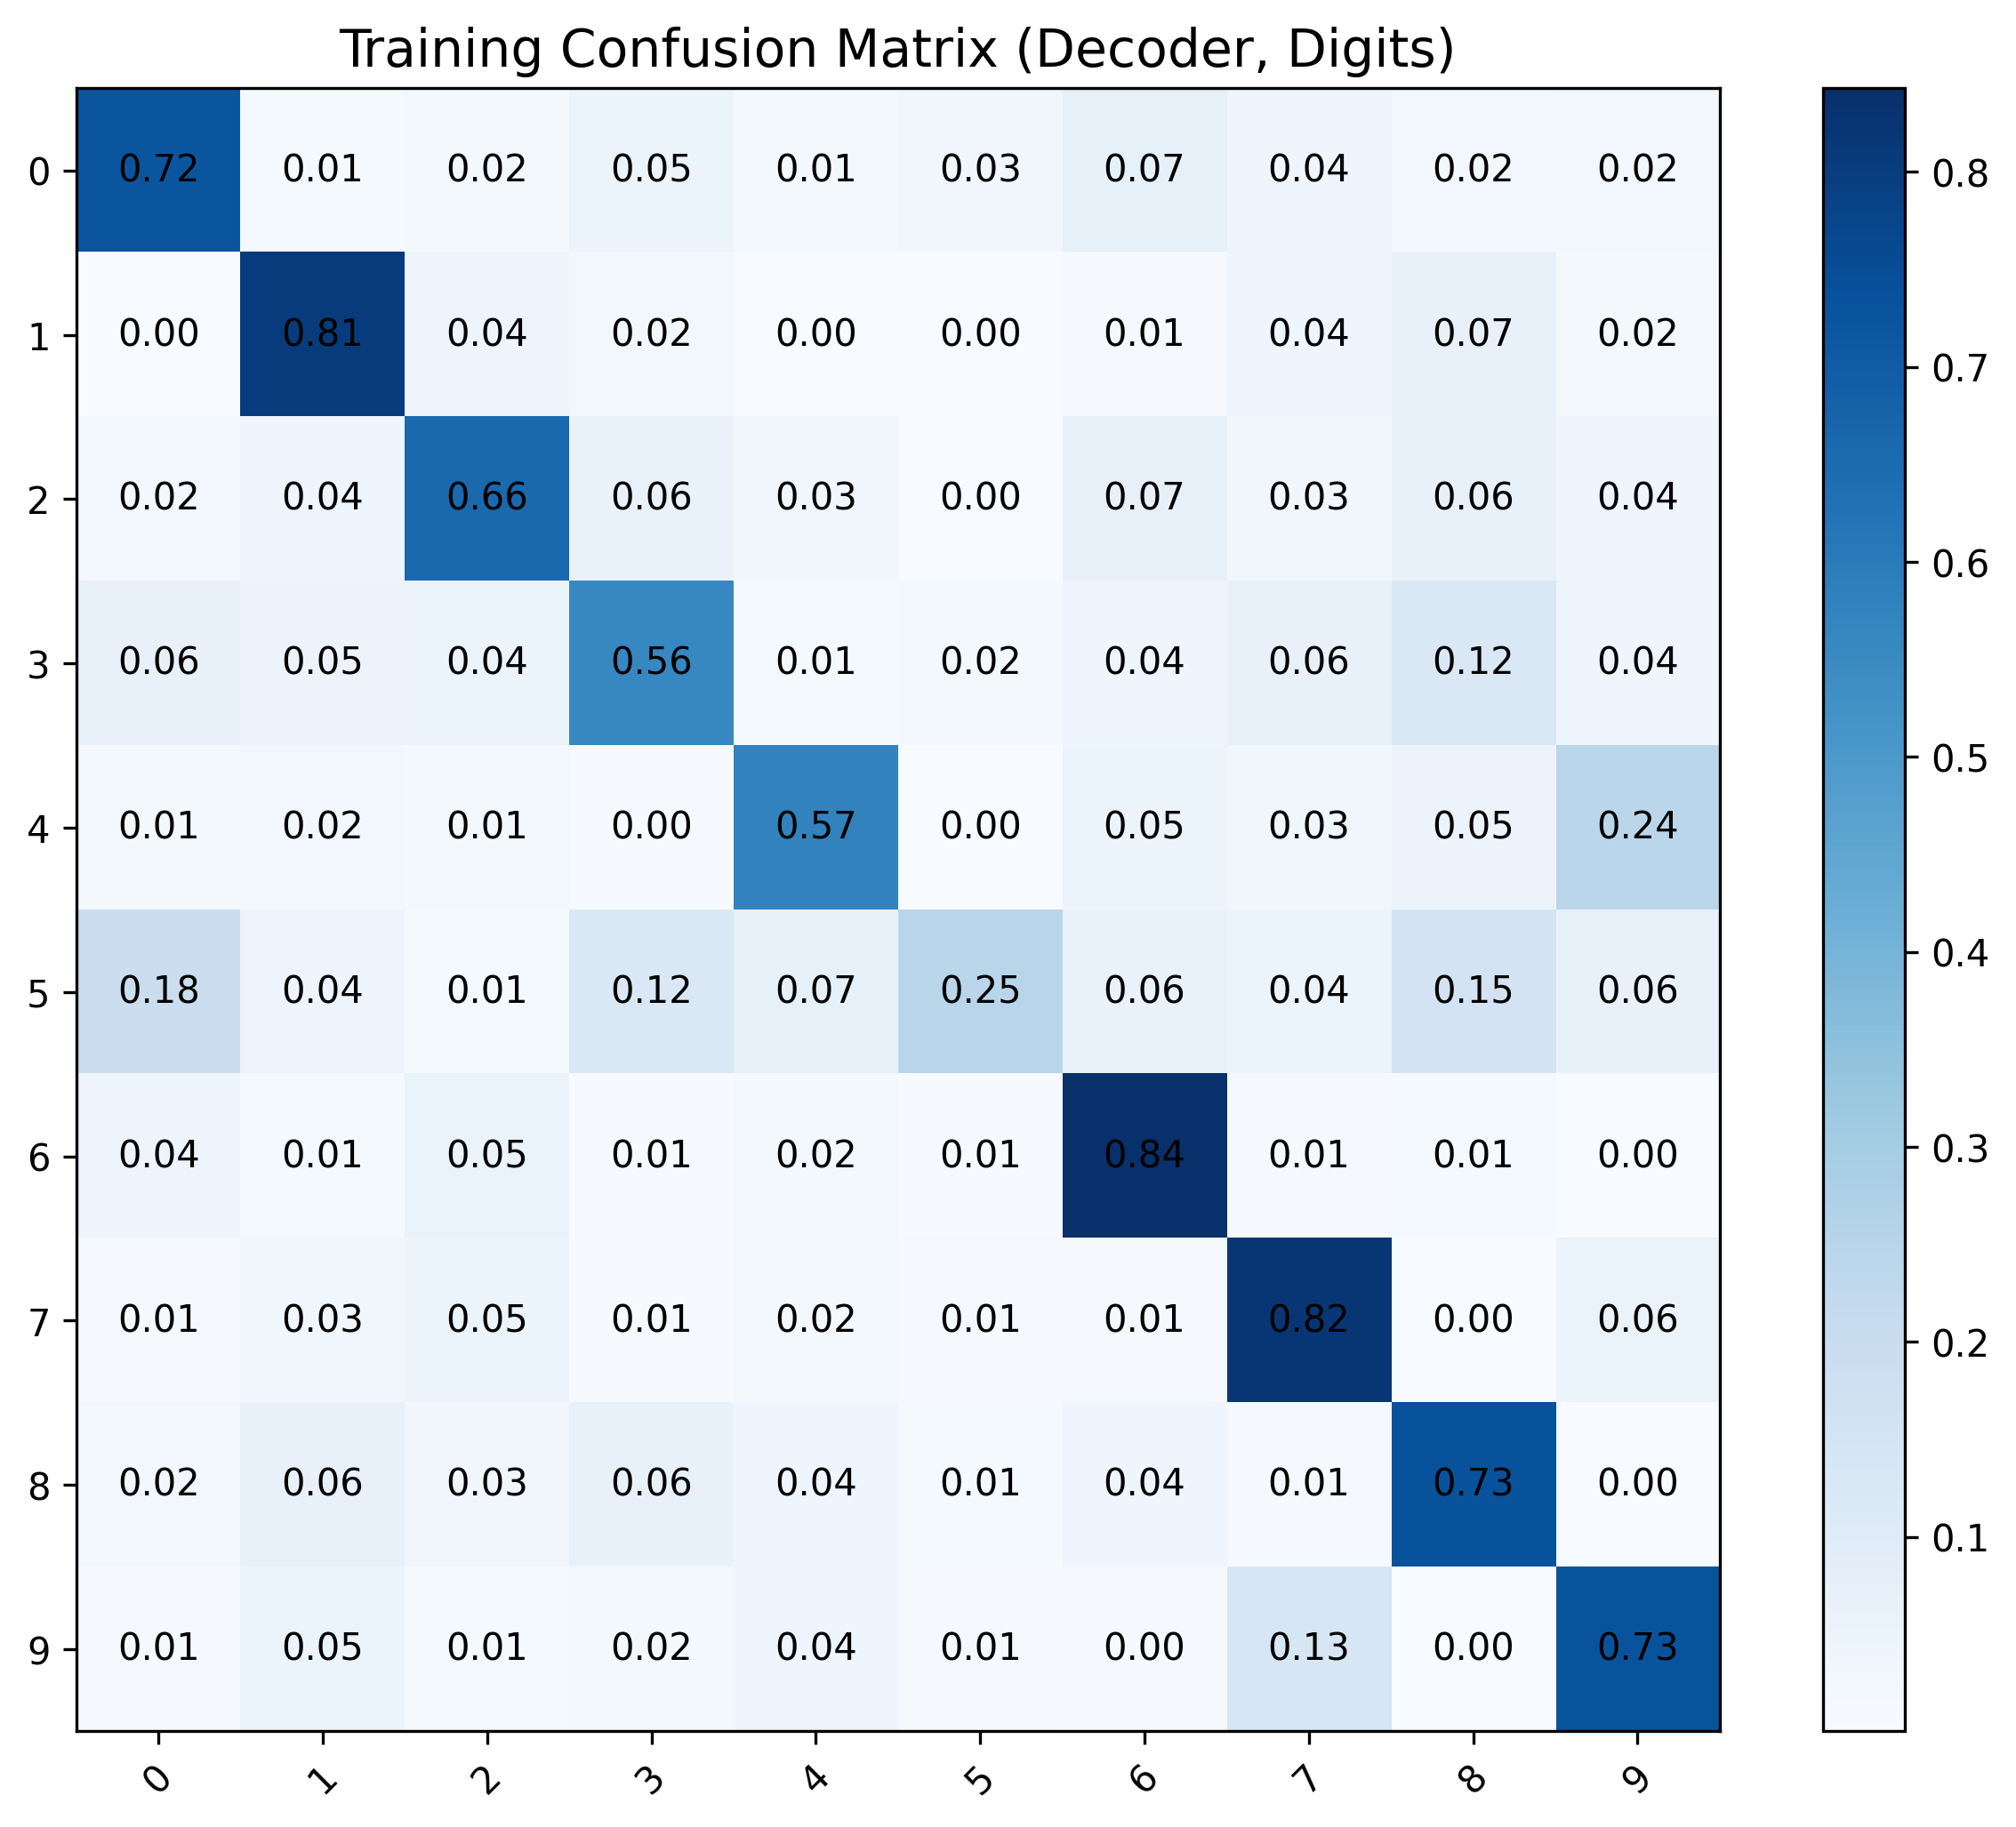 Training Confusion Matrix (Decoder, Digits)
0 0.72 0.01 0.02 0.05 0.01 0.03 0.07 0.04 0.02 0.02
1 0.00 0.81 0.04 0.02 0.00 0.00 0.01 0.04 0.07 0.02
2 0.02 0.04 0.66 0.06 0.03 0.00 0.07 0.03 0.06 0.04
3 0.06 0.05 0.04 0.56 0.01 0.02 0.04 0.06 0.12 0.04
4 0.01 0.02 0.01 0.00 0.57 0.00 0.05 0.03 0.05 0.24
5 0.18 0.04 0.01 0.12 0.07 0.25 0.06 0.04 0.15 0.06
6 0.04 0.01 0.05 0.01 0.02 0.01 0.84 0.01 0.01 0.00
7 0.01 0.03 0.05 0.01 0.02 0.01 0.01 0.82 0.00 0.06
8 0.02 0.06 0.03 0.06 0.04 0.01 0.04 0.01 0.73 0.00
9 0.01 0.05 0.01 0.02 0.04 0.01 0.00 0.13 0.00 0.73
0 1 2 3 4 5 6 7 8 9
0.8
0.7
0.6
0.5
0.4
0.3
0.2
0.1